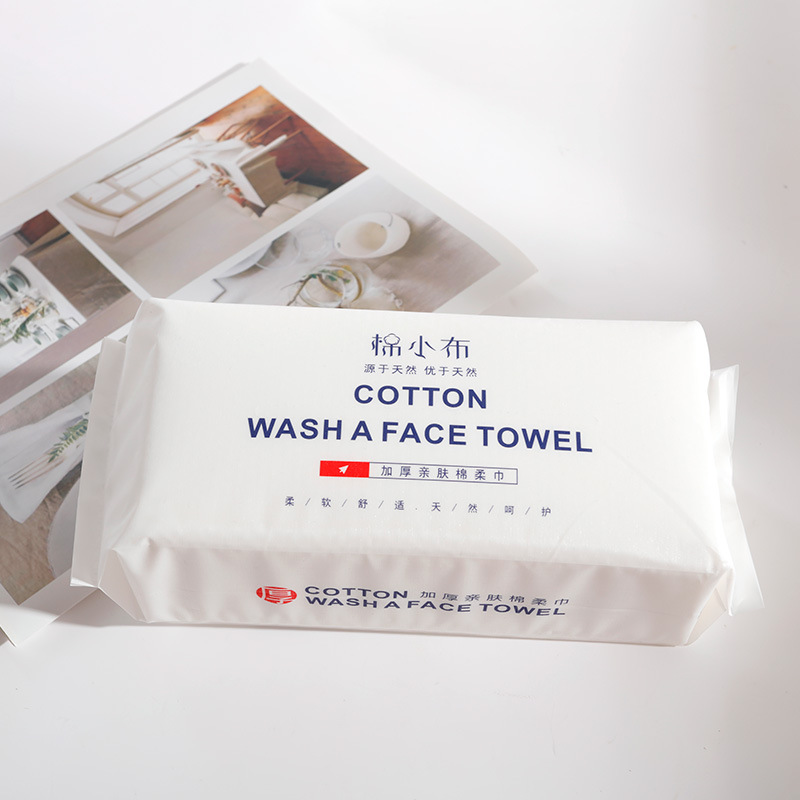 棉小布
源于天然 优于天然
COTTON
WASH A FACE TOWEL
加厚亲肤棉柔巾
柔/软/舒/适.天/然/呵/护
COTTON 加厚亲肤棉柔巾
WASH A FACE TOWEL